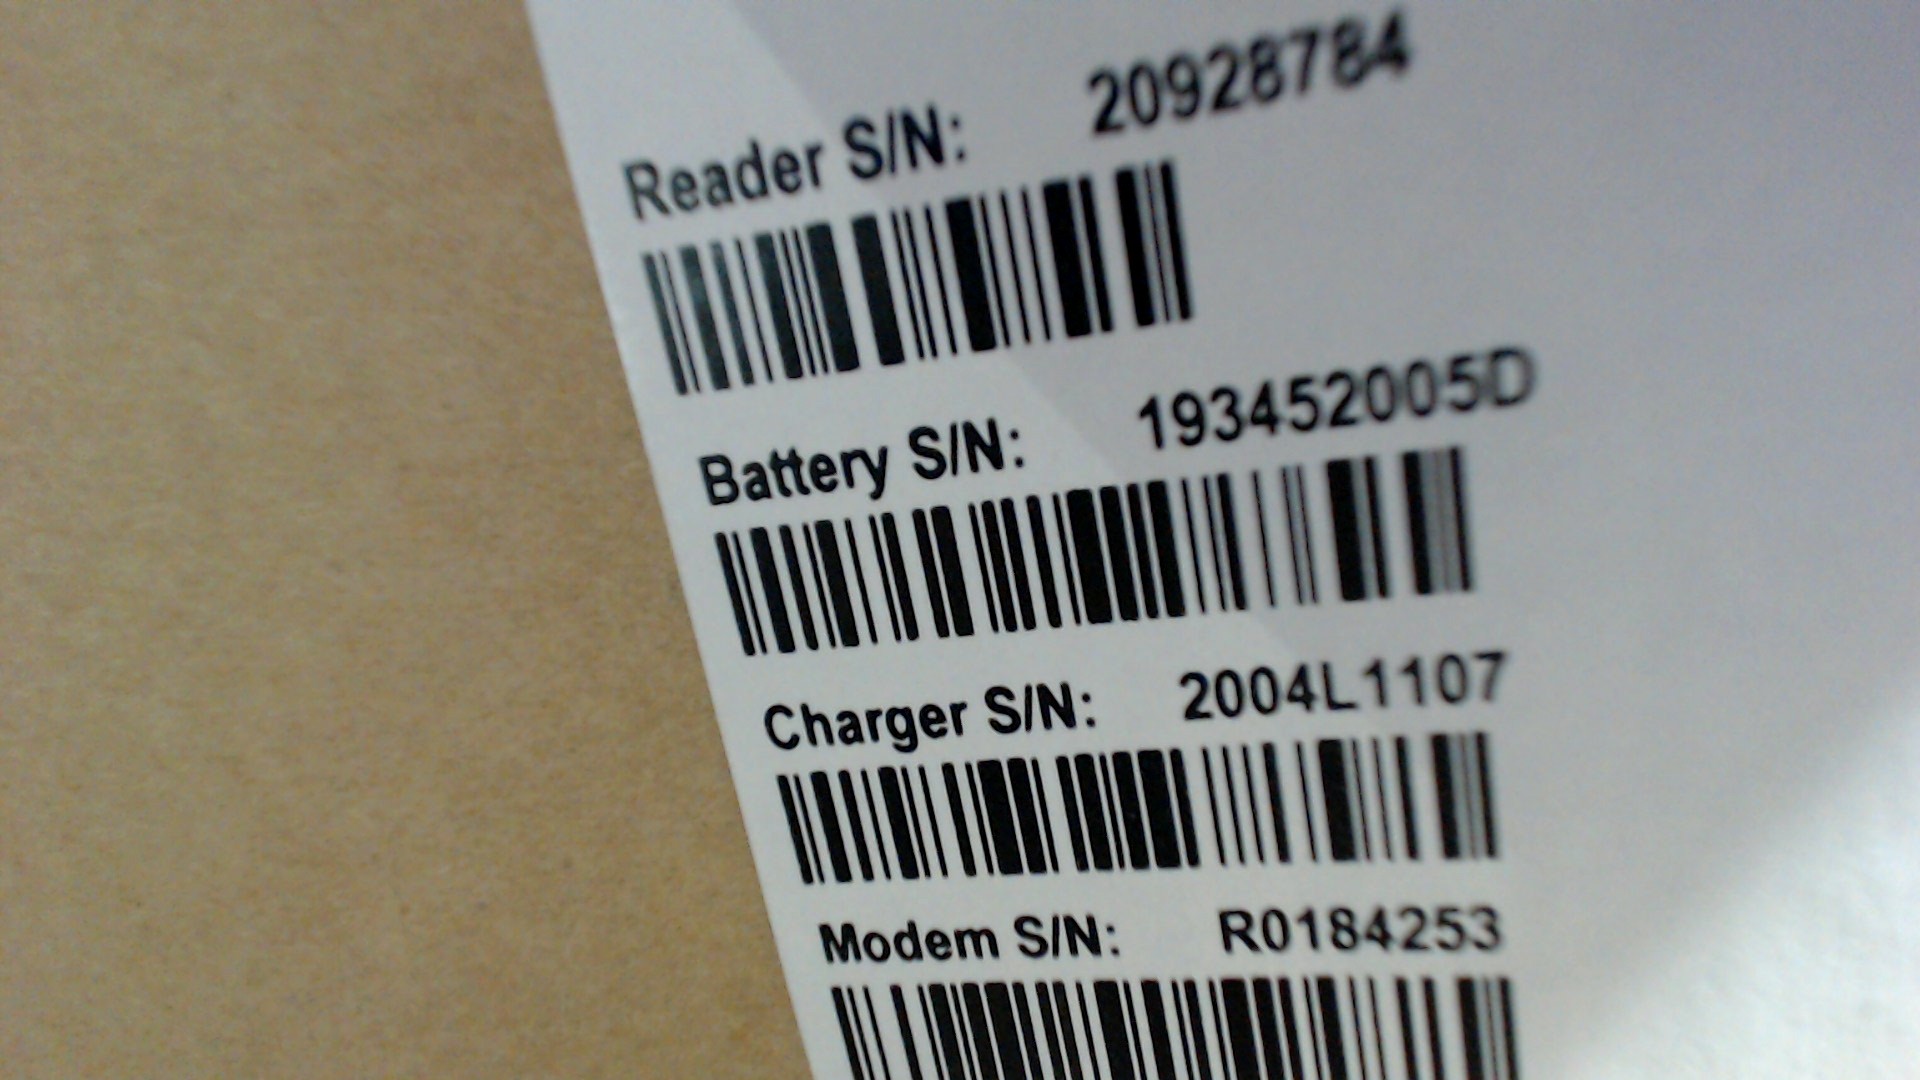 Reader S/N: 20928784
Battery S/N: 193452005D
Charger S/N: 2004L1107
Modem S/N: R0184253